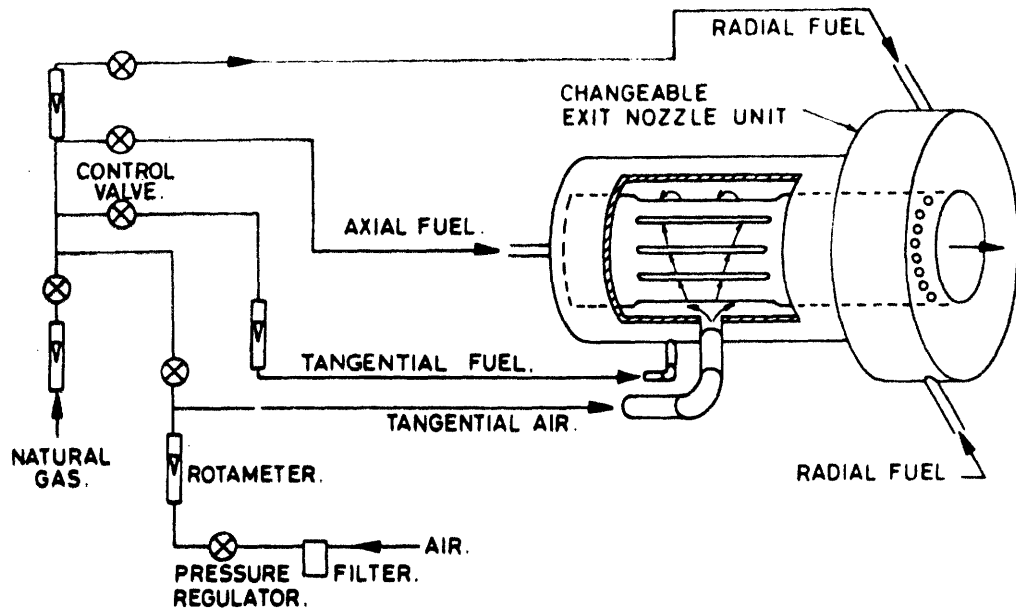 RADIAL FUEL
CHANGEABLE
EXIT NOZZLE UNIT
CONTROL
VALVE.
AXIAL FUEL.
TANGENTIAL FUEL.
TANGENTIAL AIR.
NATURAL
GAS.
ROTAMETER.
RADIAL FUEL
AIR.
PRESSURE
REGULATOR.
FILTER.